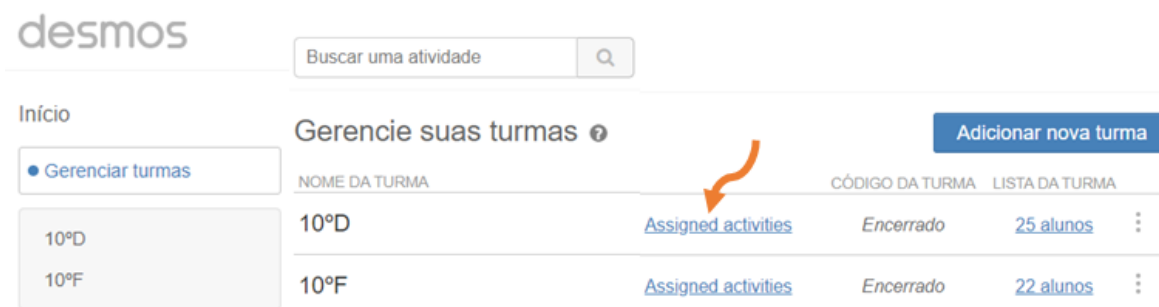 desmos
Buscar uma atividade
Início
Gerenciar turmas
10ºD
10ºF
Gerencie suas turmas ?
Adicionar nova turma
NOME DA TURMA CÓDIGO DA TURMA LISTA DA TURMA
10ºD Assigned activities Encerrado 25 alunos
10ºF Assigned activities Encerrado 22 alunos